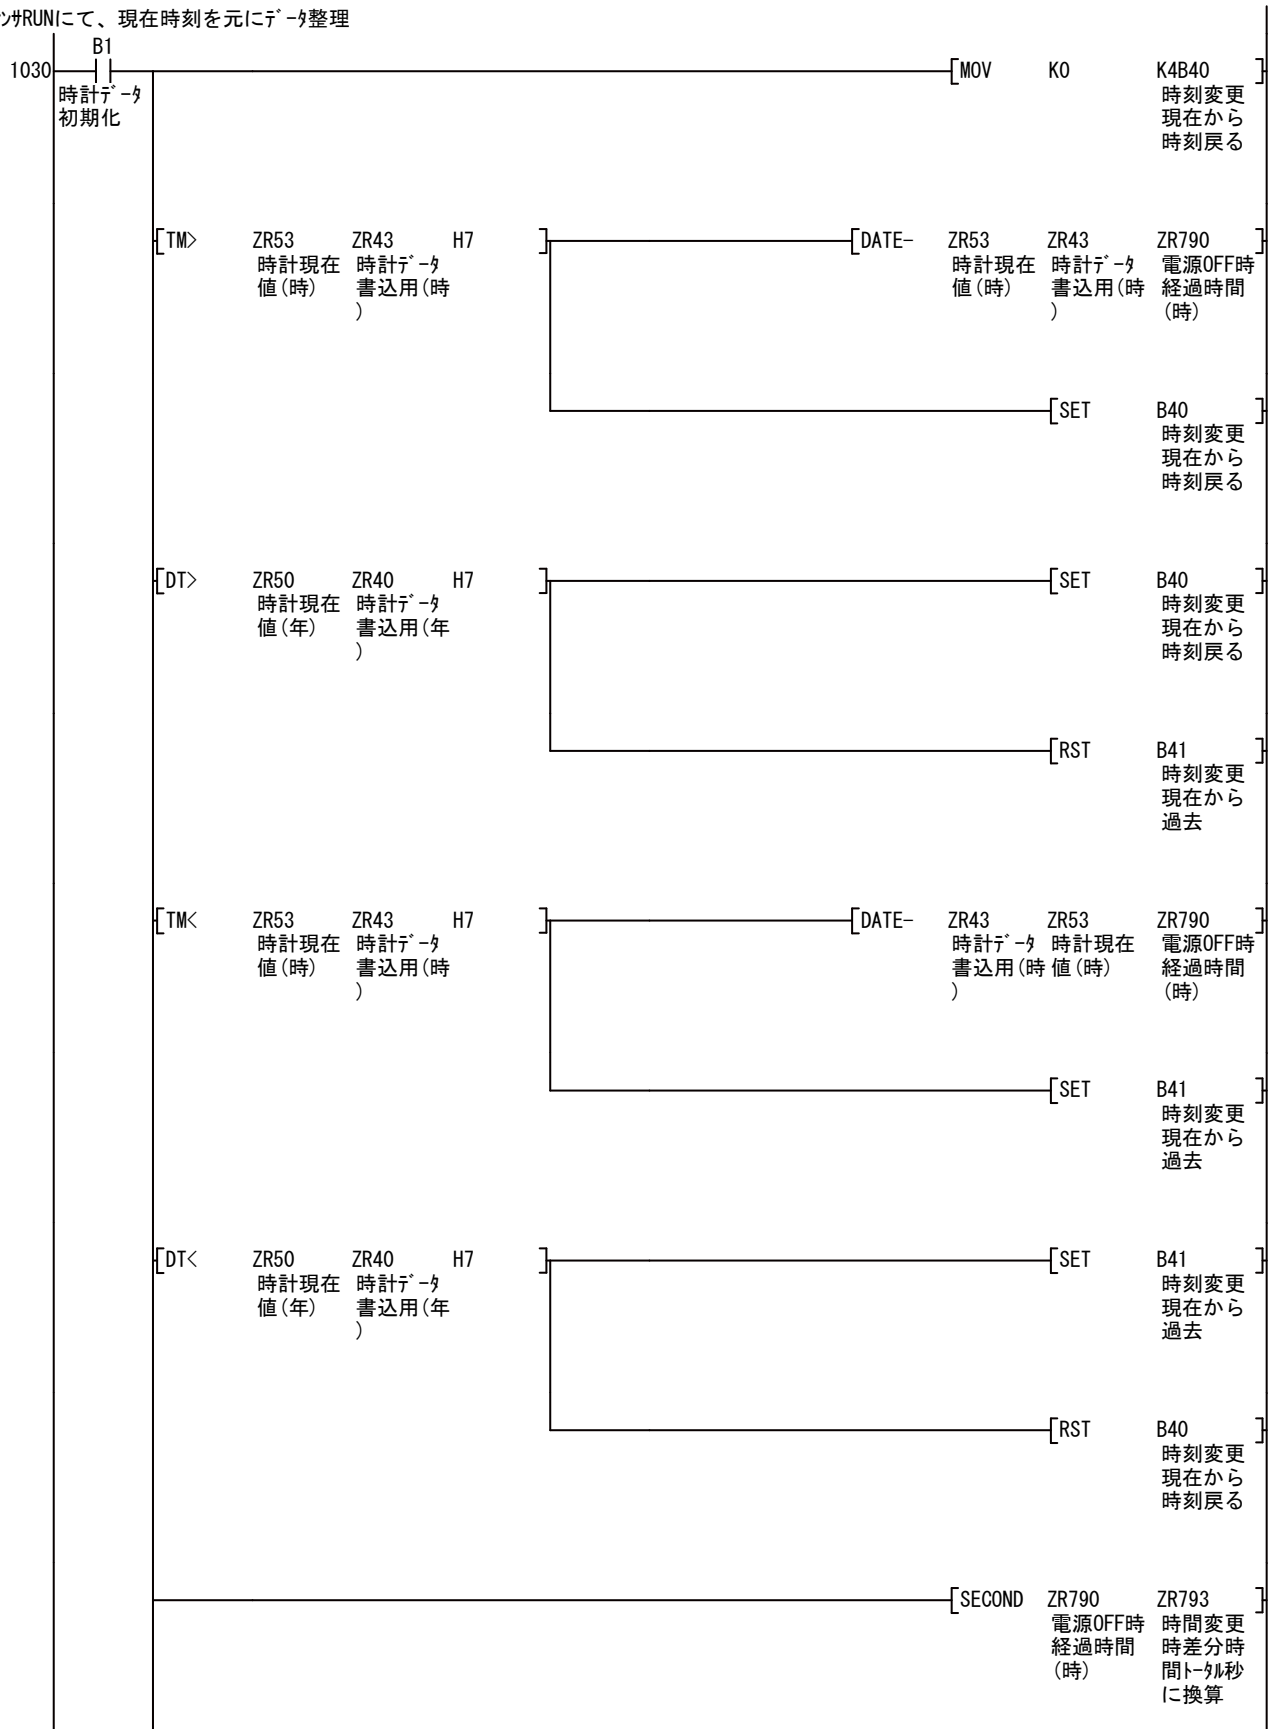 ﾝｻRUNにて、現在時刻を元にﾃﾞｰﾀ整理
B1
1030
[MOV K0 K4B40 ]
時計ﾃﾞｰﾀ 時刻変更
初期化 現在から
時刻戻る
[TM> ZR53 ZR43 H7 ] [DATE- ZR53 ZR43 ZR790 ]
時計現在 時計ﾃﾞｰﾀ 時計現在 時計ﾃﾞｰﾀ 電源OFF時
値(時) 書込用(時 値(時) 書込用(時 経過時間
) ) (時)
[SET B40 ]
時刻変更
現在から
時刻戻る
[DT> ZR50 ZR40 H7 ] [SET B40 ]
時計現在 時計ﾃﾞｰﾀ 時刻変更
値(年) 書込用(年 現在から
) 時刻戻る
[RST B41 ]
時刻変更
現在から
過去
[TM< ZR53 ZR43 H7 ] [DATE- ZR43 ZR53 ZR790 ]
時計現在 時計ﾃﾞｰﾀ 時計ﾃﾞｰﾀ 時計現在 電源OFF時
値(時) 書込用(時 書込用(時 値(時) 経過時間
) ) (時)
[SET B41 ]
時刻変更
現在から
過去
[DT< ZR50 ZR40 H7 ] [SET B41 ]
時計現在 時計ﾃﾞｰﾀ 時刻変更
値(年) 書込用(年 現在から
) 過去
[RST B40 ]
時刻変更
現在から
時刻戻る
[SECOND ZR790 ZR793 ]
電源OFF時 時間変更
経過時間 時差分時
(時) 間ﾄｰﾀﾙ秒
に換算